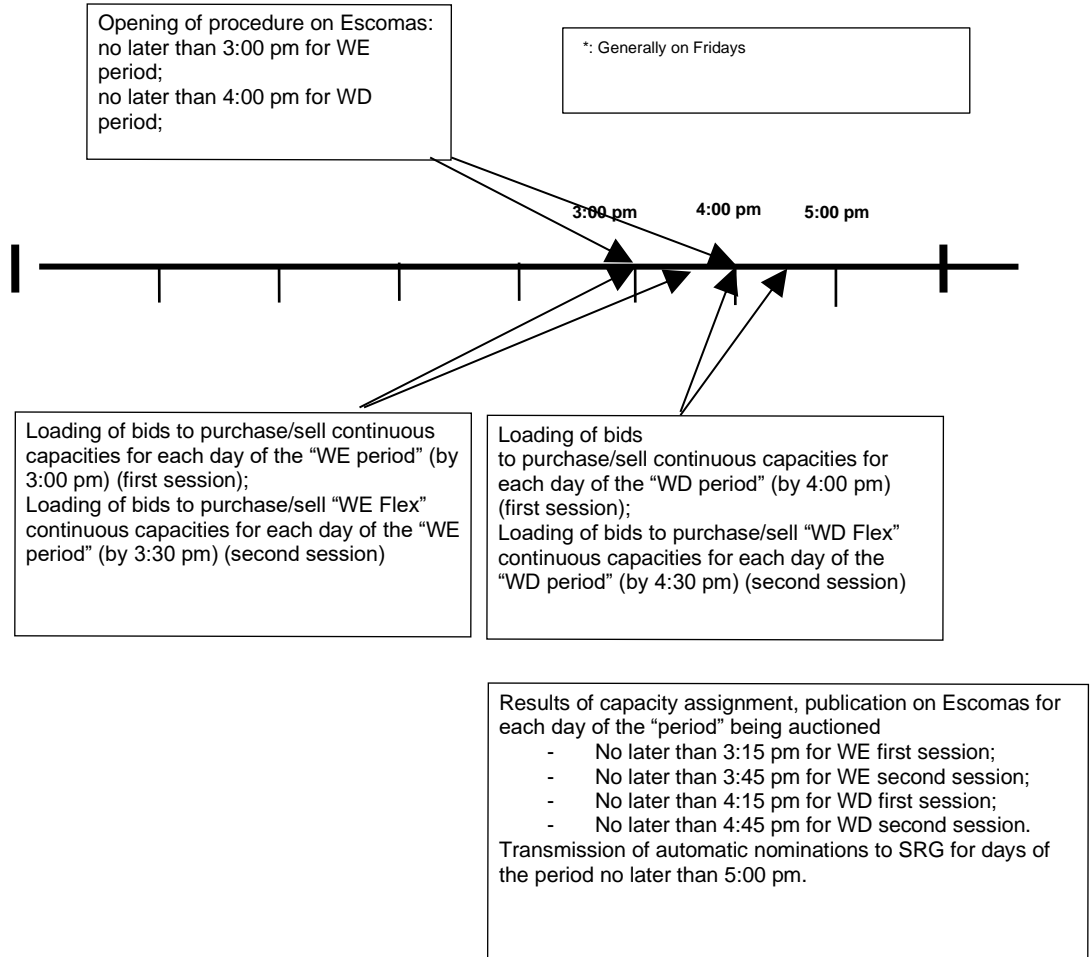 Opening of procedure on Escomas:
no later than 3:00 pm for WE
period;
no later than 4:00 pm for WD
period;
*: Generally on Fridays
3:00 pm
4:00 pm
5:00 pm
Loading of bids to purchase/sell continuous
capacities for each day of the “WE period” (by
3:00 pm) (first session);
Loading of bids to purchase/sell “WE Flex”
continuous capacities for each day of the “WE
period” (by 3:30 pm) (second session)
Loading of bids
to purchase/sell continuous capacities for
each day of the “WD period” (by 4:00 pm)
(first session);
Loading of bids to purchase/sell “WD Flex”
continuous capacities for each day of the
“WD period” (by 4:30 pm) (second session)
Results of capacity assignment, publication on Escomas for
each day of the “period” being auctioned
- No later than 3:15 pm for WE first session;
- No later than 3:45 pm for WE second session;
- No later than 4:15 pm for WD first session;
- No later than 4:45 pm for WD second session.
Transmission of automatic nominations to SRG for days of
the period no later than 5:00 pm.